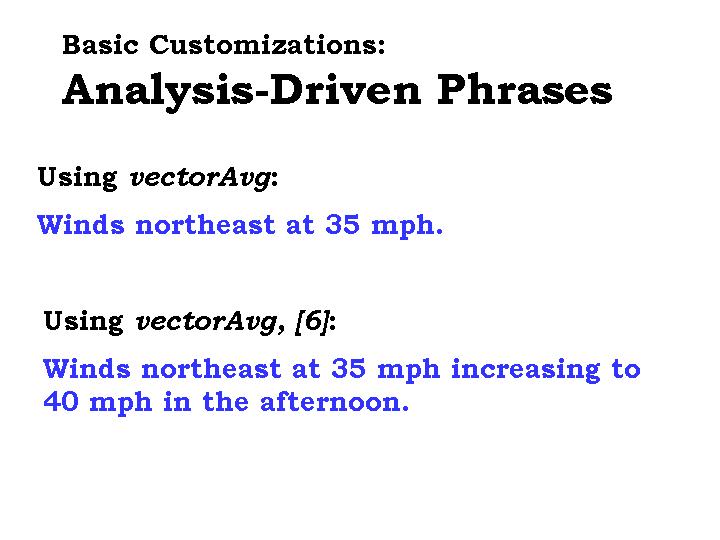 Basic Customizations:
Analysis-Driven Phrases
Using vectorAvg:
Winds northeast at 35 mph.
Using vectorAvg, [6]:
Winds northeast at 35 mph increasing to
40 mph in the afternoon.